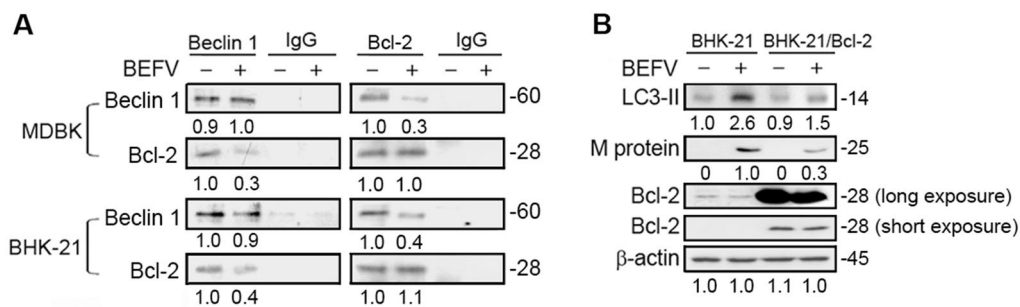 A
Beclin 1 IgG Bcl-2 IgG
BEFV − + − + − + − +
MDBK
Beclin 1 -60
0.9 1.0 1.0 0.3
Bcl-2 -28
1.0 0.3 1.0 1.0
BHK-21
Beclin 1 -60
1.0 0.9 1.0 0.4
Bcl-2 -28
1.0 0.4 1.0 1.1
B
BHK-21 BHK-21/Bcl-2
BEFV − + − +
LC3-II -14
1.0 2.6 0.9 1.5
M protein -25
0 1.0 0 0.3
Bcl-2 -28 (long exposure)
Bcl-2 -28 (short exposure)
β-actin -45
1.0 1.0 1.1 1.0